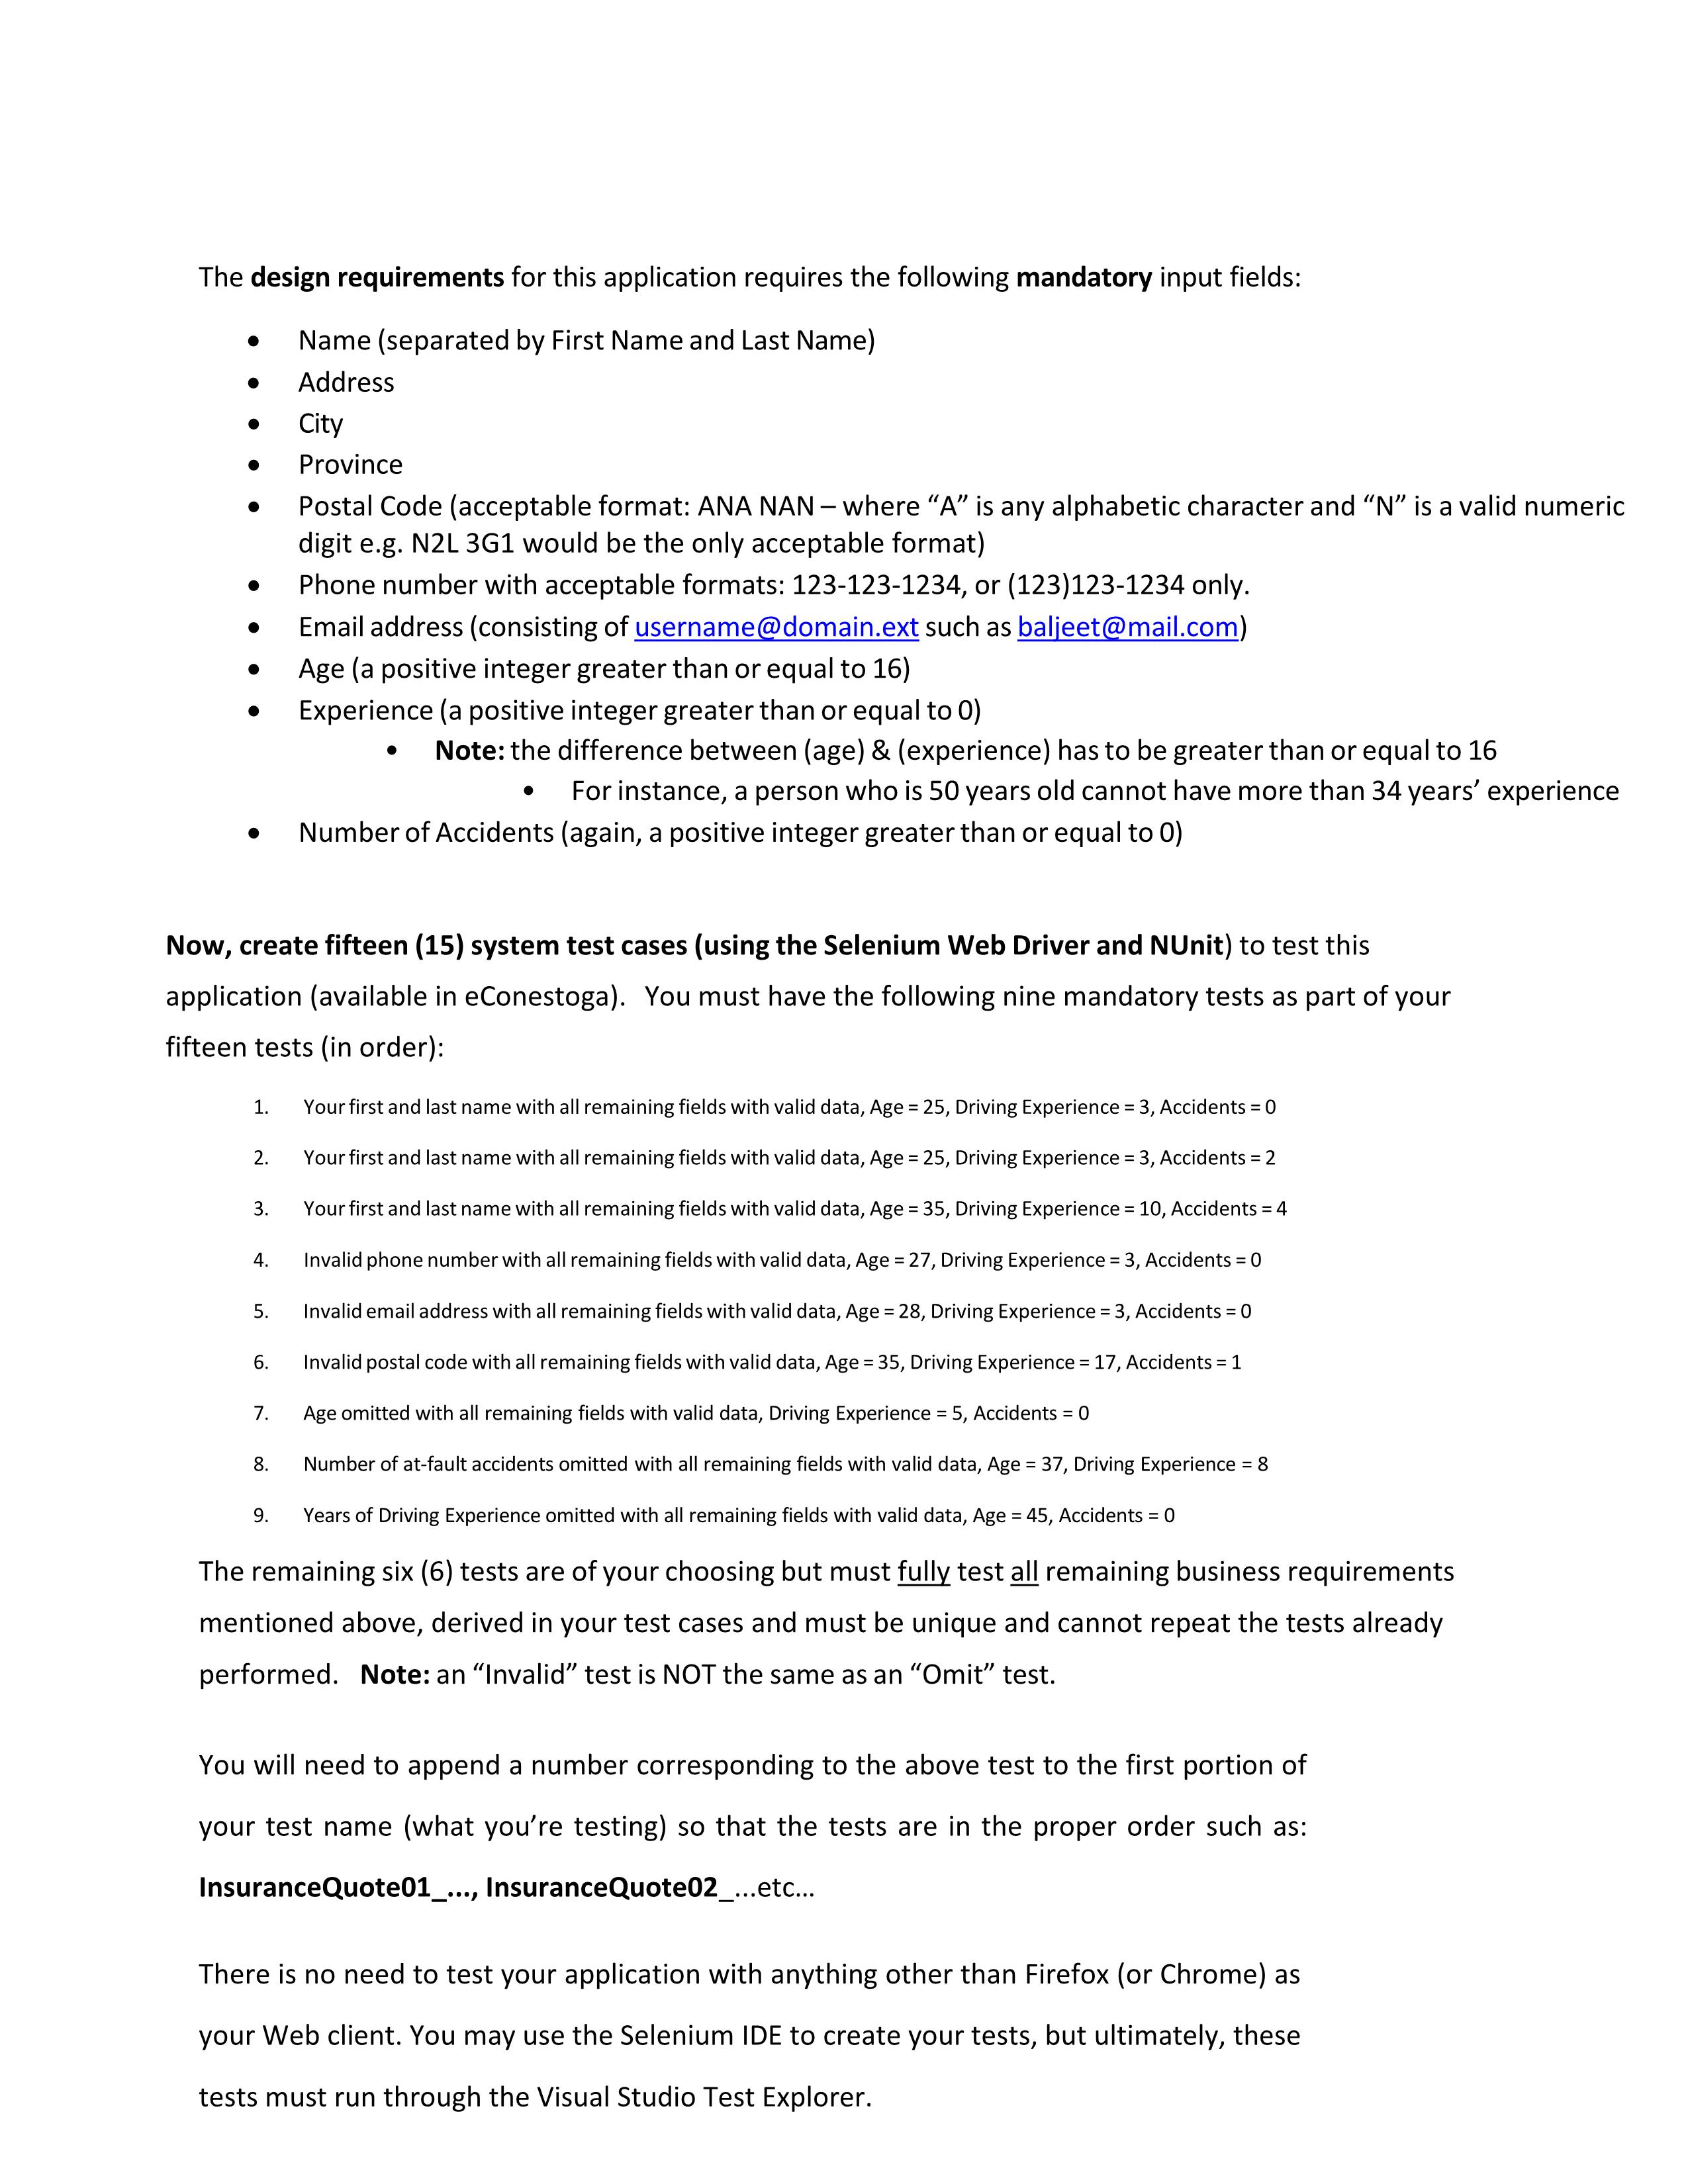 The design requirements for this application requires the following mandatory input fields:
• Name (separated by First Name and Last Name)
• Address
• City
• Province
• Postal Code (acceptable format: ANA NAN – where “A” is any alphabetic character and “N” is a valid numeric
digit e.g. N2L 3G1 would be the only acceptable format)
• Phone number with acceptable formats: 123-123-1234, or (123)123-1234 only.
• Email address (consisting of username@domain.ext such as baljeet@mail.com)
• Age (a positive integer greater than or equal to 16)
• Experience (a positive integer greater than or equal to 0)
• Note: the difference between (age) & (experience) has to be greater than or equal to 16
• For instance, a person who is 50 years old cannot have more than 34 years’ experience
• Number of Accidents (again, a positive integer greater than or equal to 0)
Now, create fifteen (15) system test cases (using the Selenium Web Driver and NUnit) to test this
application (available in eConestoga). You must have the following nine mandatory tests as part of your
fifteen tests (in order):
1. Your first and last name with all remaining fields with valid data, Age = 25, Driving Experience = 3, Accidents = 0
2. Your first and last name with all remaining fields with valid data, Age = 25, Driving Experience = 3, Accidents = 2
3. Your first and last name with all remaining fields with valid data, Age = 35, Driving Experience = 10, Accidents = 4
4. Invalid phone number with all remaining fields with valid data, Age = 27, Driving Experience = 3, Accidents = 0
5. Invalid email address with all remaining fields with valid data, Age = 28, Driving Experience = 3, Accidents = 0
6. Invalid postal code with all remaining fields with valid data, Age = 35, Driving Experience = 17, Accidents = 1
7. Age omitted with all remaining fields with valid data, Driving Experience = 5, Accidents = 0
8. Number of at-fault accidents omitted with all remaining fields with valid data, Age = 37, Driving Experience = 8
9. Years of Driving Experience omitted with all remaining fields with valid data, Age = 45, Accidents = 0
The remaining six (6) tests are of your choosing but must fully test all remaining business requirements
mentioned above, derived in your test cases and must be unique and cannot repeat the tests already
performed. Note: an “Invalid” test is NOT the same as an “Omit” test.
You will need to append a number corresponding to the above test to the first portion of
your test name (what you’re testing) so that the tests are in the proper order such as:
InsuranceQuote01_..., InsuranceQuote02_...etc…
There is no need to test your application with anything other than Firefox (or Chrome) as
your Web client. You may use the Selenium IDE to create your tests, but ultimately, these
tests must run through the Visual Studio Test Explorer.